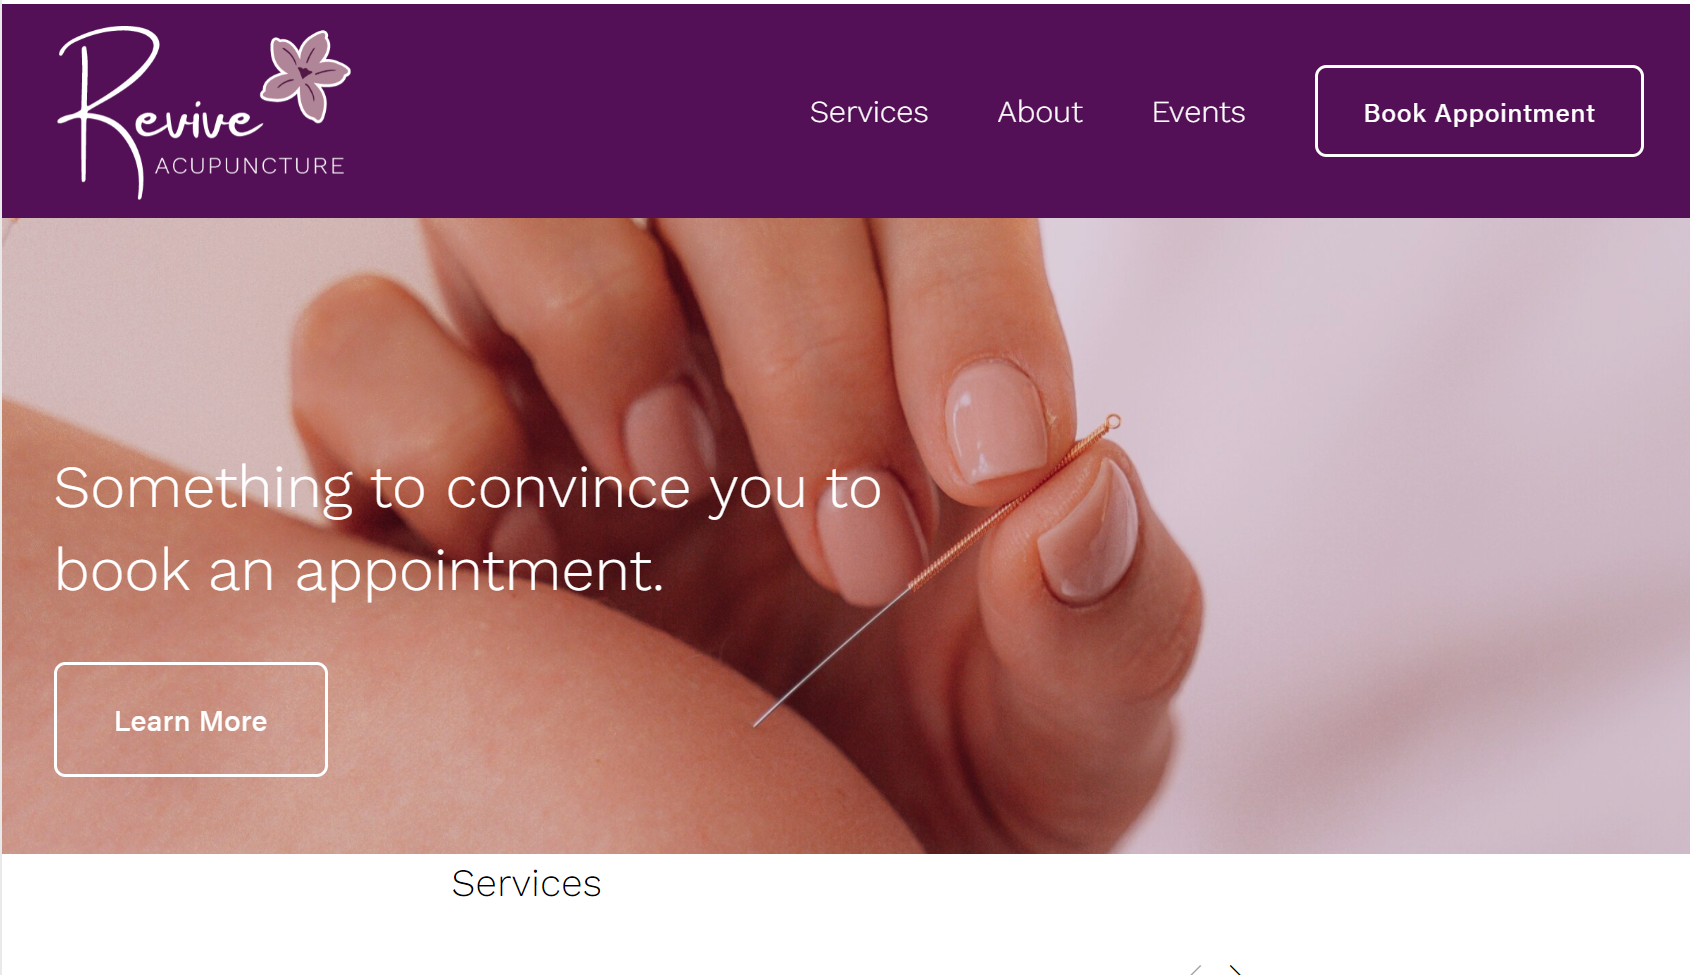 Revive
ACUPUNCTURE
Services
About
Events
Book Appointment
Something to convince you to
book an appointment.
Learn More
Services